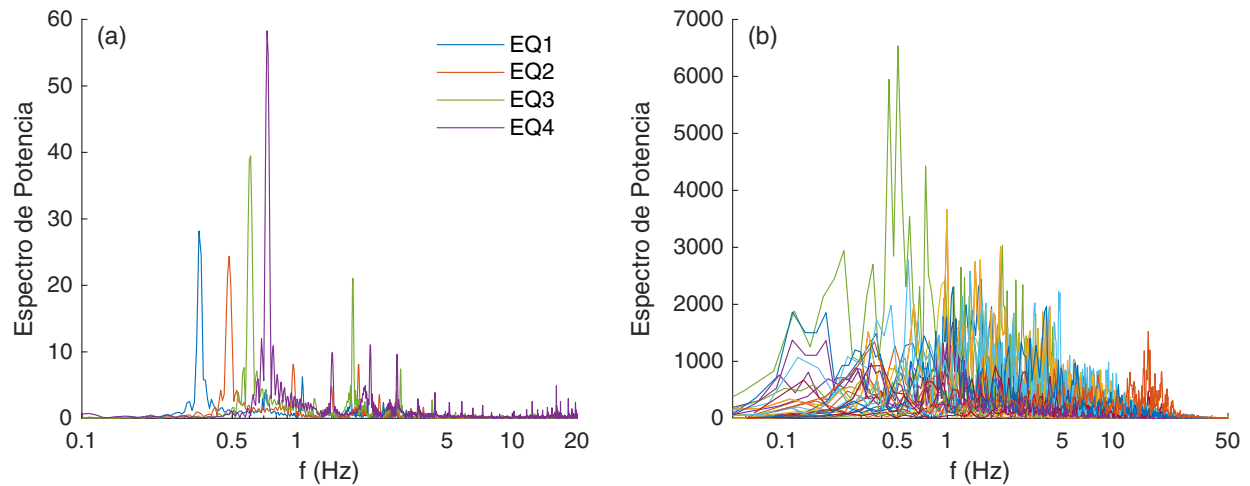 (a)
EQ1
EQ2
EQ3
EQ4
Espectro de Potencia
60
50
40
30
20
10
0
0.1 0.5 1 5 10 20
f (Hz)
(b)
Espectro de Potencia
7000
6000
5000
4000
3000
2000
1000
0
0.1 0.5 1 5 10 50
f (Hz)